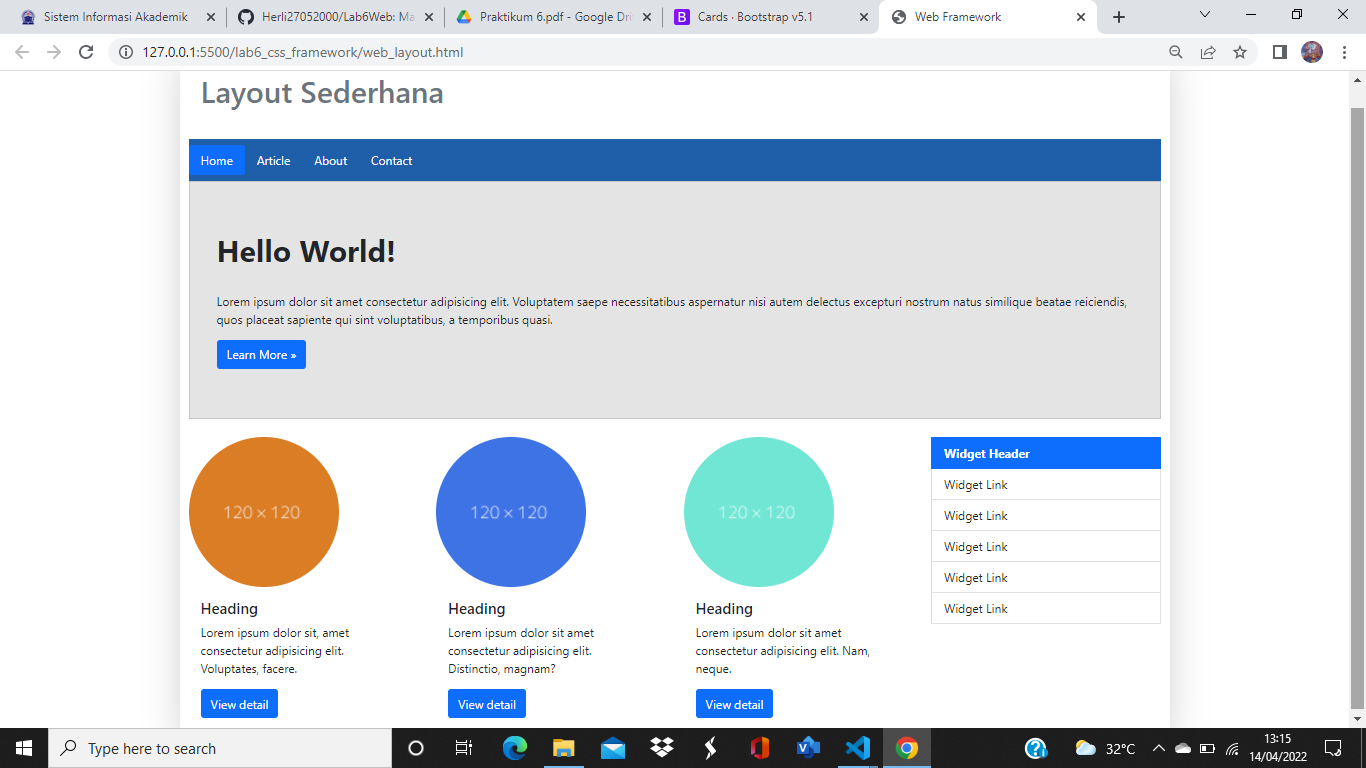 Sistem Informasi Akademik
Herli27052000/Lab6Web: Ma
Praktikum 6.pdf - Google Dri
Cards · Bootstrap v5.1
Web Framework
127.0.0.1:5500/lab6_css_framework/web_layout.html
Layout Sederhana
Home Article About Contact
Hello World!
Lorem ipsum dolor sit amet consectetur adipisicing elit. Voluptatem saepe necessitatibus aspernatur nisi autem delectus excepturi nostrum natus similique beatae reiciendis,
quos placeat sapiente qui sint voluptatibus, a temporibus quasi.
Learn More »
120 × 120
Heading
Lorem ipsum dolor sit, amet
consectetur adipisicing elit.
Voluptates, facere.
View detail
120 × 120
Heading
Lorem ipsum dolor sit amet
consectetur adipisicing elit.
Distinctio, magnam?
View detail
120 × 120
Heading
Lorem ipsum dolor sit amet
consectetur adipisicing elit. Nam,
neque.
View detail
Widget Header
Widget Link
Widget Link
Widget Link
Widget Link
Widget Link
Type here to search
32°C
13:15
14/04/2022